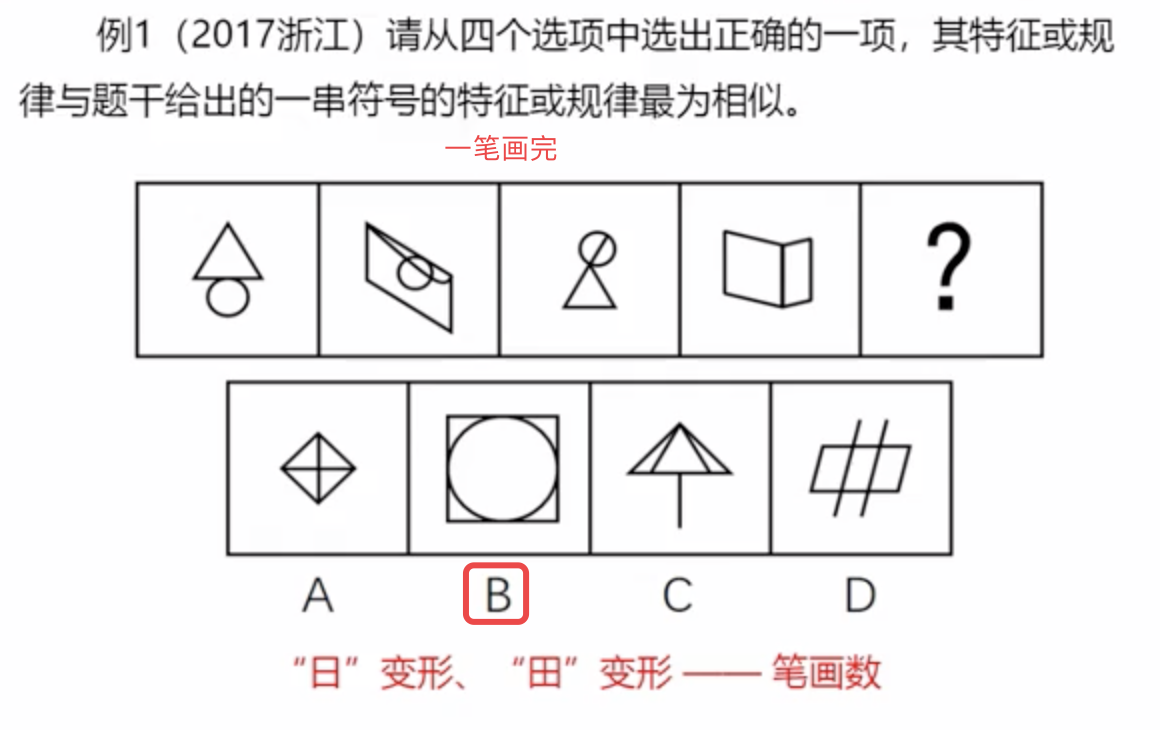 例1（2017浙江）请从四个选项中选出正确的一项，其特征或规
律与题干给出的一串符号的特征或规律最为相似。
一笔画完
?
A B C D
“日”变形、“田”变形 —— 笔画数